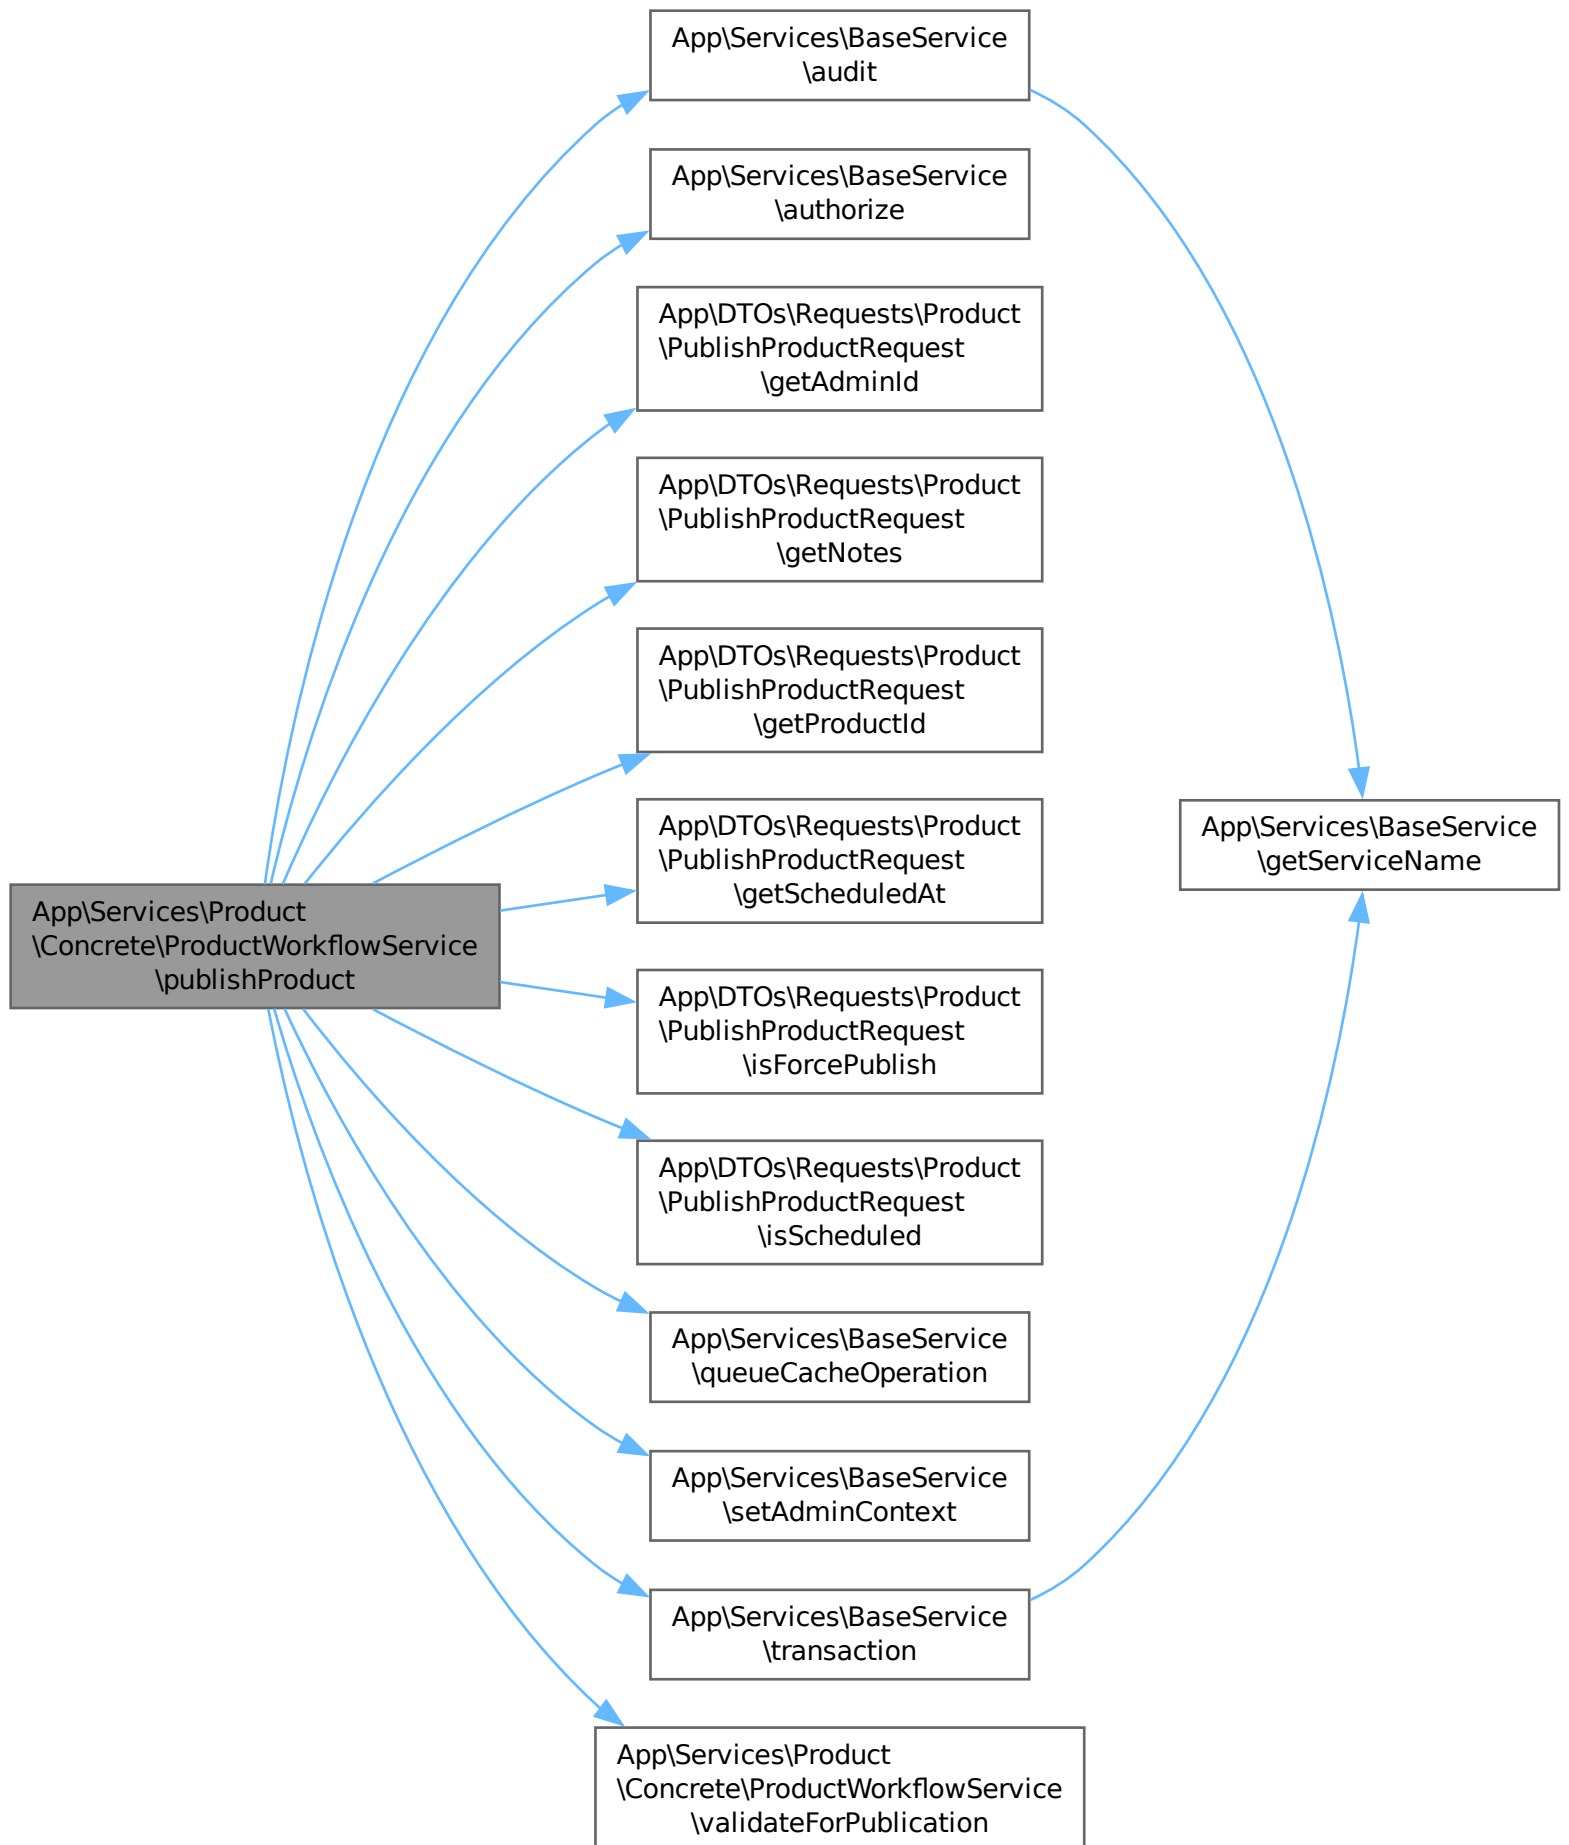 App\Services\BaseService
\audit
App\Services\BaseService
\authorize
App\DTOs\Requests\Product
\PublishProductRequest
\getAdminId
App\DTOs\Requests\Product
\PublishProductRequest
\getNotes
App\DTOs\Requests\Product
\PublishProductRequest
\getProductId
App\DTOs\Requests\Product
\PublishProductRequest
\getScheduledAt
App\Services\BaseService
\getServiceName
App\Services\Product
\Concrete\ProductWorkflowService
\publishProduct
App\DTOs\Requests\Product
\PublishProductRequest
\isForcePublish
App\DTOs\Requests\Product
\PublishProductRequest
\isScheduled
App\Services\BaseService
\queueCacheOperation
App\Services\BaseService
\setAdminContext
App\Services\BaseService
\transaction
App\Services\Product
\Concrete\ProductWorkflowService
\validateForPublication